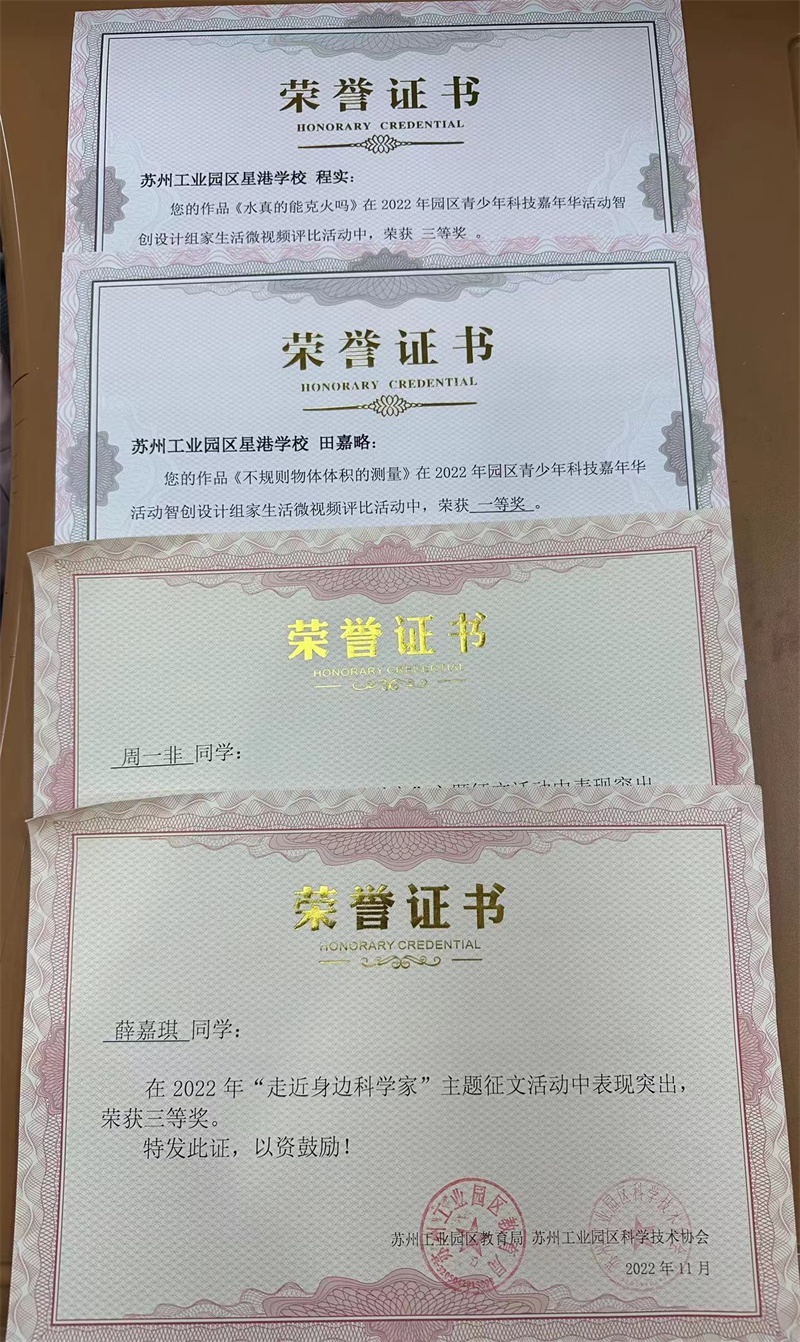 荣誉证书
HONORARY CREDENTIAL
苏州工业园区星港学校 程实：
您的作品《水真的能克火吗》在 2022 年园区青少年科技嘉年华活动智
创设计组家生活微视频评比活动中，荣获 三等奖 。
荣誉证书
HONORARY CREDENTIAL
苏州工业园区星港学校 田嘉略：
您的作品《不规则物体体积的测量》在 2022 年园区青少年科技嘉年华
活动智创设计组家生活微视频评比活动中，荣获 一等奖 。
荣誉证书
HONORARY CREDENTIAL
周一非 同学：
”主题征文活动中表现突出
荣誉证书
HONORARY CREDENTIAL
薛嘉琪 同学：
在 2022 年“走近身边科学家”主题征文活动中表现突出，
荣获三等奖。
特发此证，以资鼓励！
苏州工业园区教育局 苏州工业园区科学技术协会
2022 年 11 月